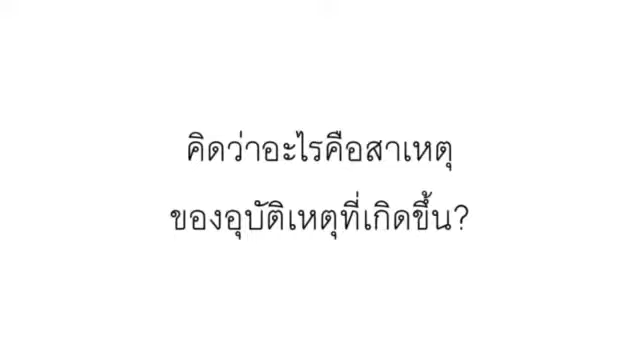 คิดว่าอะไรคือสาเหตุ
ของอุบัติเหตุที่เกิดขึ้น?